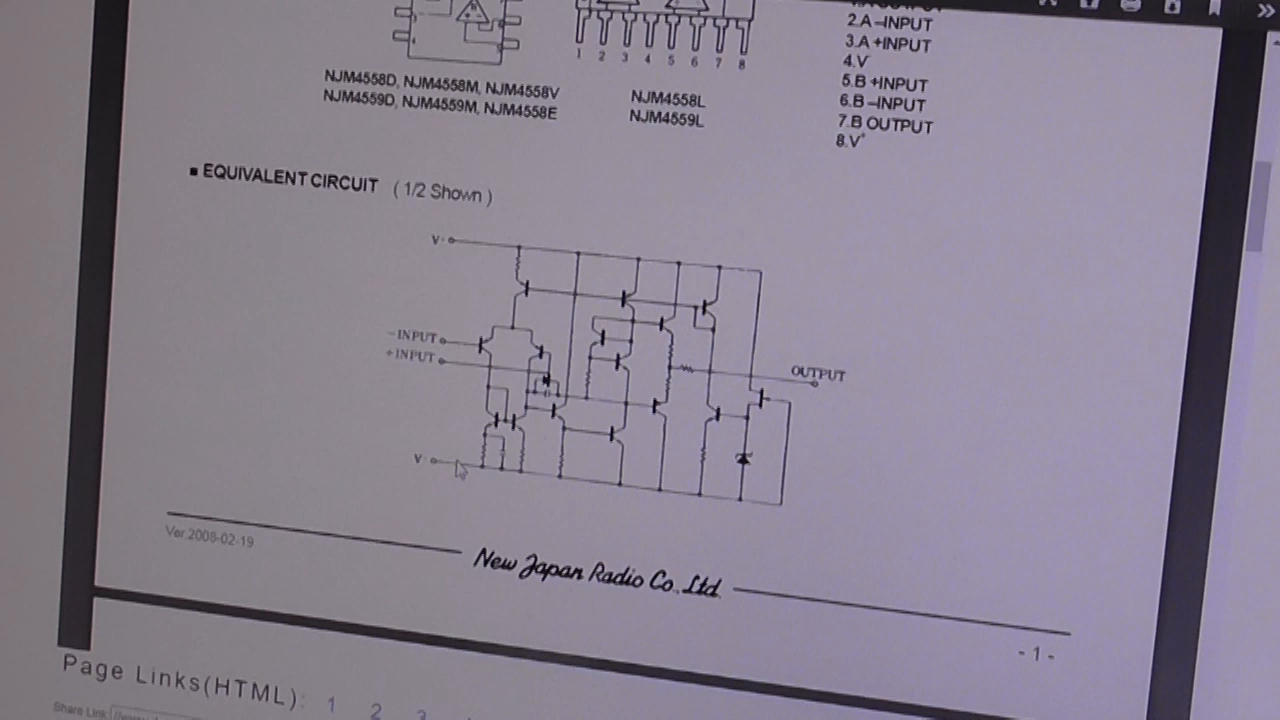 2.A –INPUT
3.A +INPUT
4.V
5.B +INPUT
6.B –INPUT
7.B OUTPUT
8.V+
1 2 3 4 5 6 7 8
NJM4558D, NJM4558M, NJM4558V
NJM4559D, NJM4559M, NJM4558E
NJM4558L
NJM4559L
■ EQUIVALENT CIRCUIT ( 1/2 Shown )
V
–INPUT
+INPUT
OUTPUT
V
Ver.2008-02-19
New Japan Radio Co., Ltd.
- 1 -
Page Links(HTML): 1 2 3
Share Link